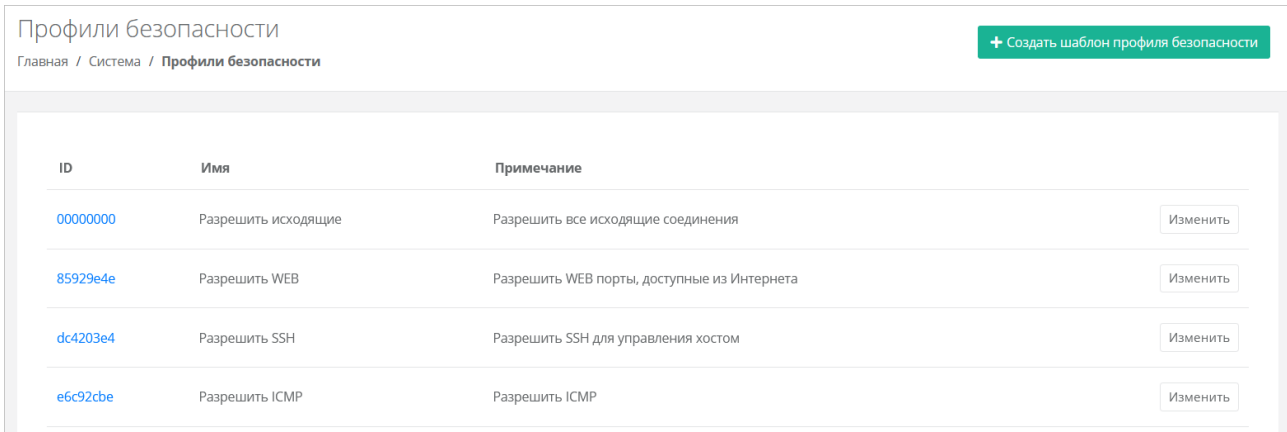 Профили безопасности
Создать шаблон профиля безопасности
Главная / Система / Профили безопасности
ID Имя Примечание
00000000 Разрешить исходящие Разрешить все исходящие соединения Изменить
85929e4e Разрешить WEB Разрешить WEB порты, доступные из Интернета Изменить
dc4203e4 Разрешить SSH Разрешить SSH для управления хостом Изменить
e6c92cbe Разрешить ICMP Разрешить ICMP Изменить